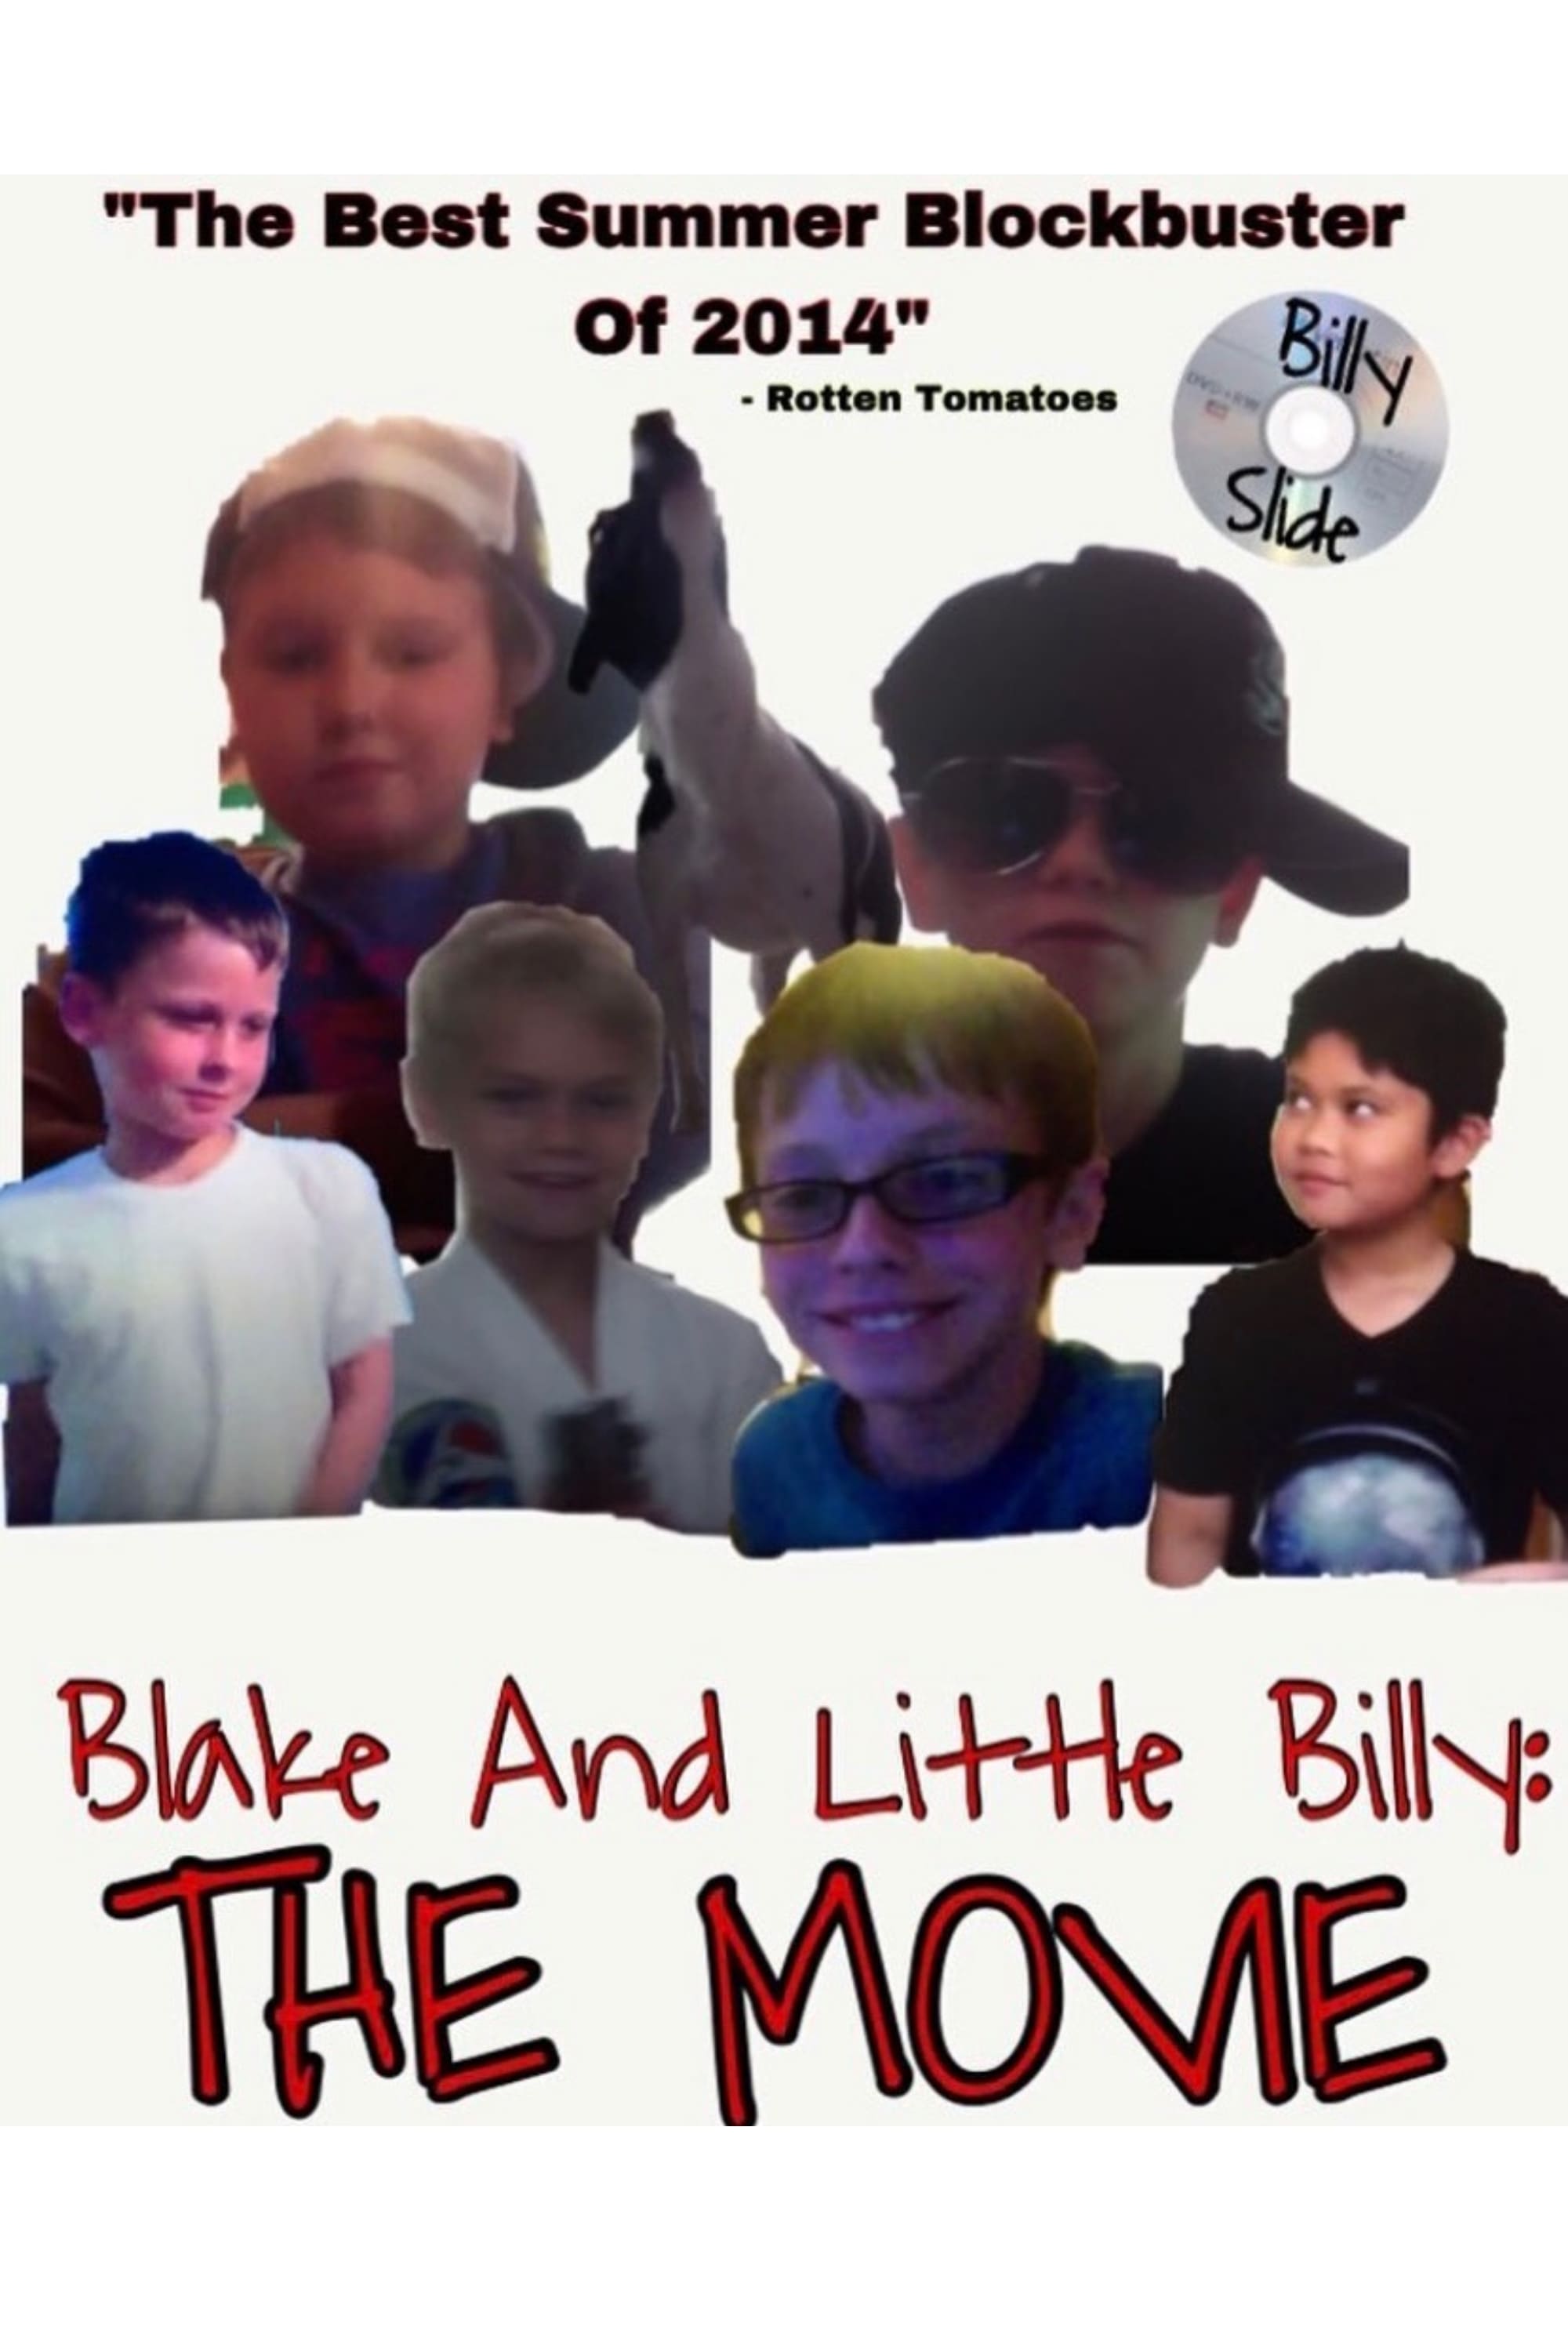 "The Best Summer Blockbuster
Of 2014"
- Rotten Tomatoes
Billy
Slide
Blake And Little Billy:
THE MOVIE